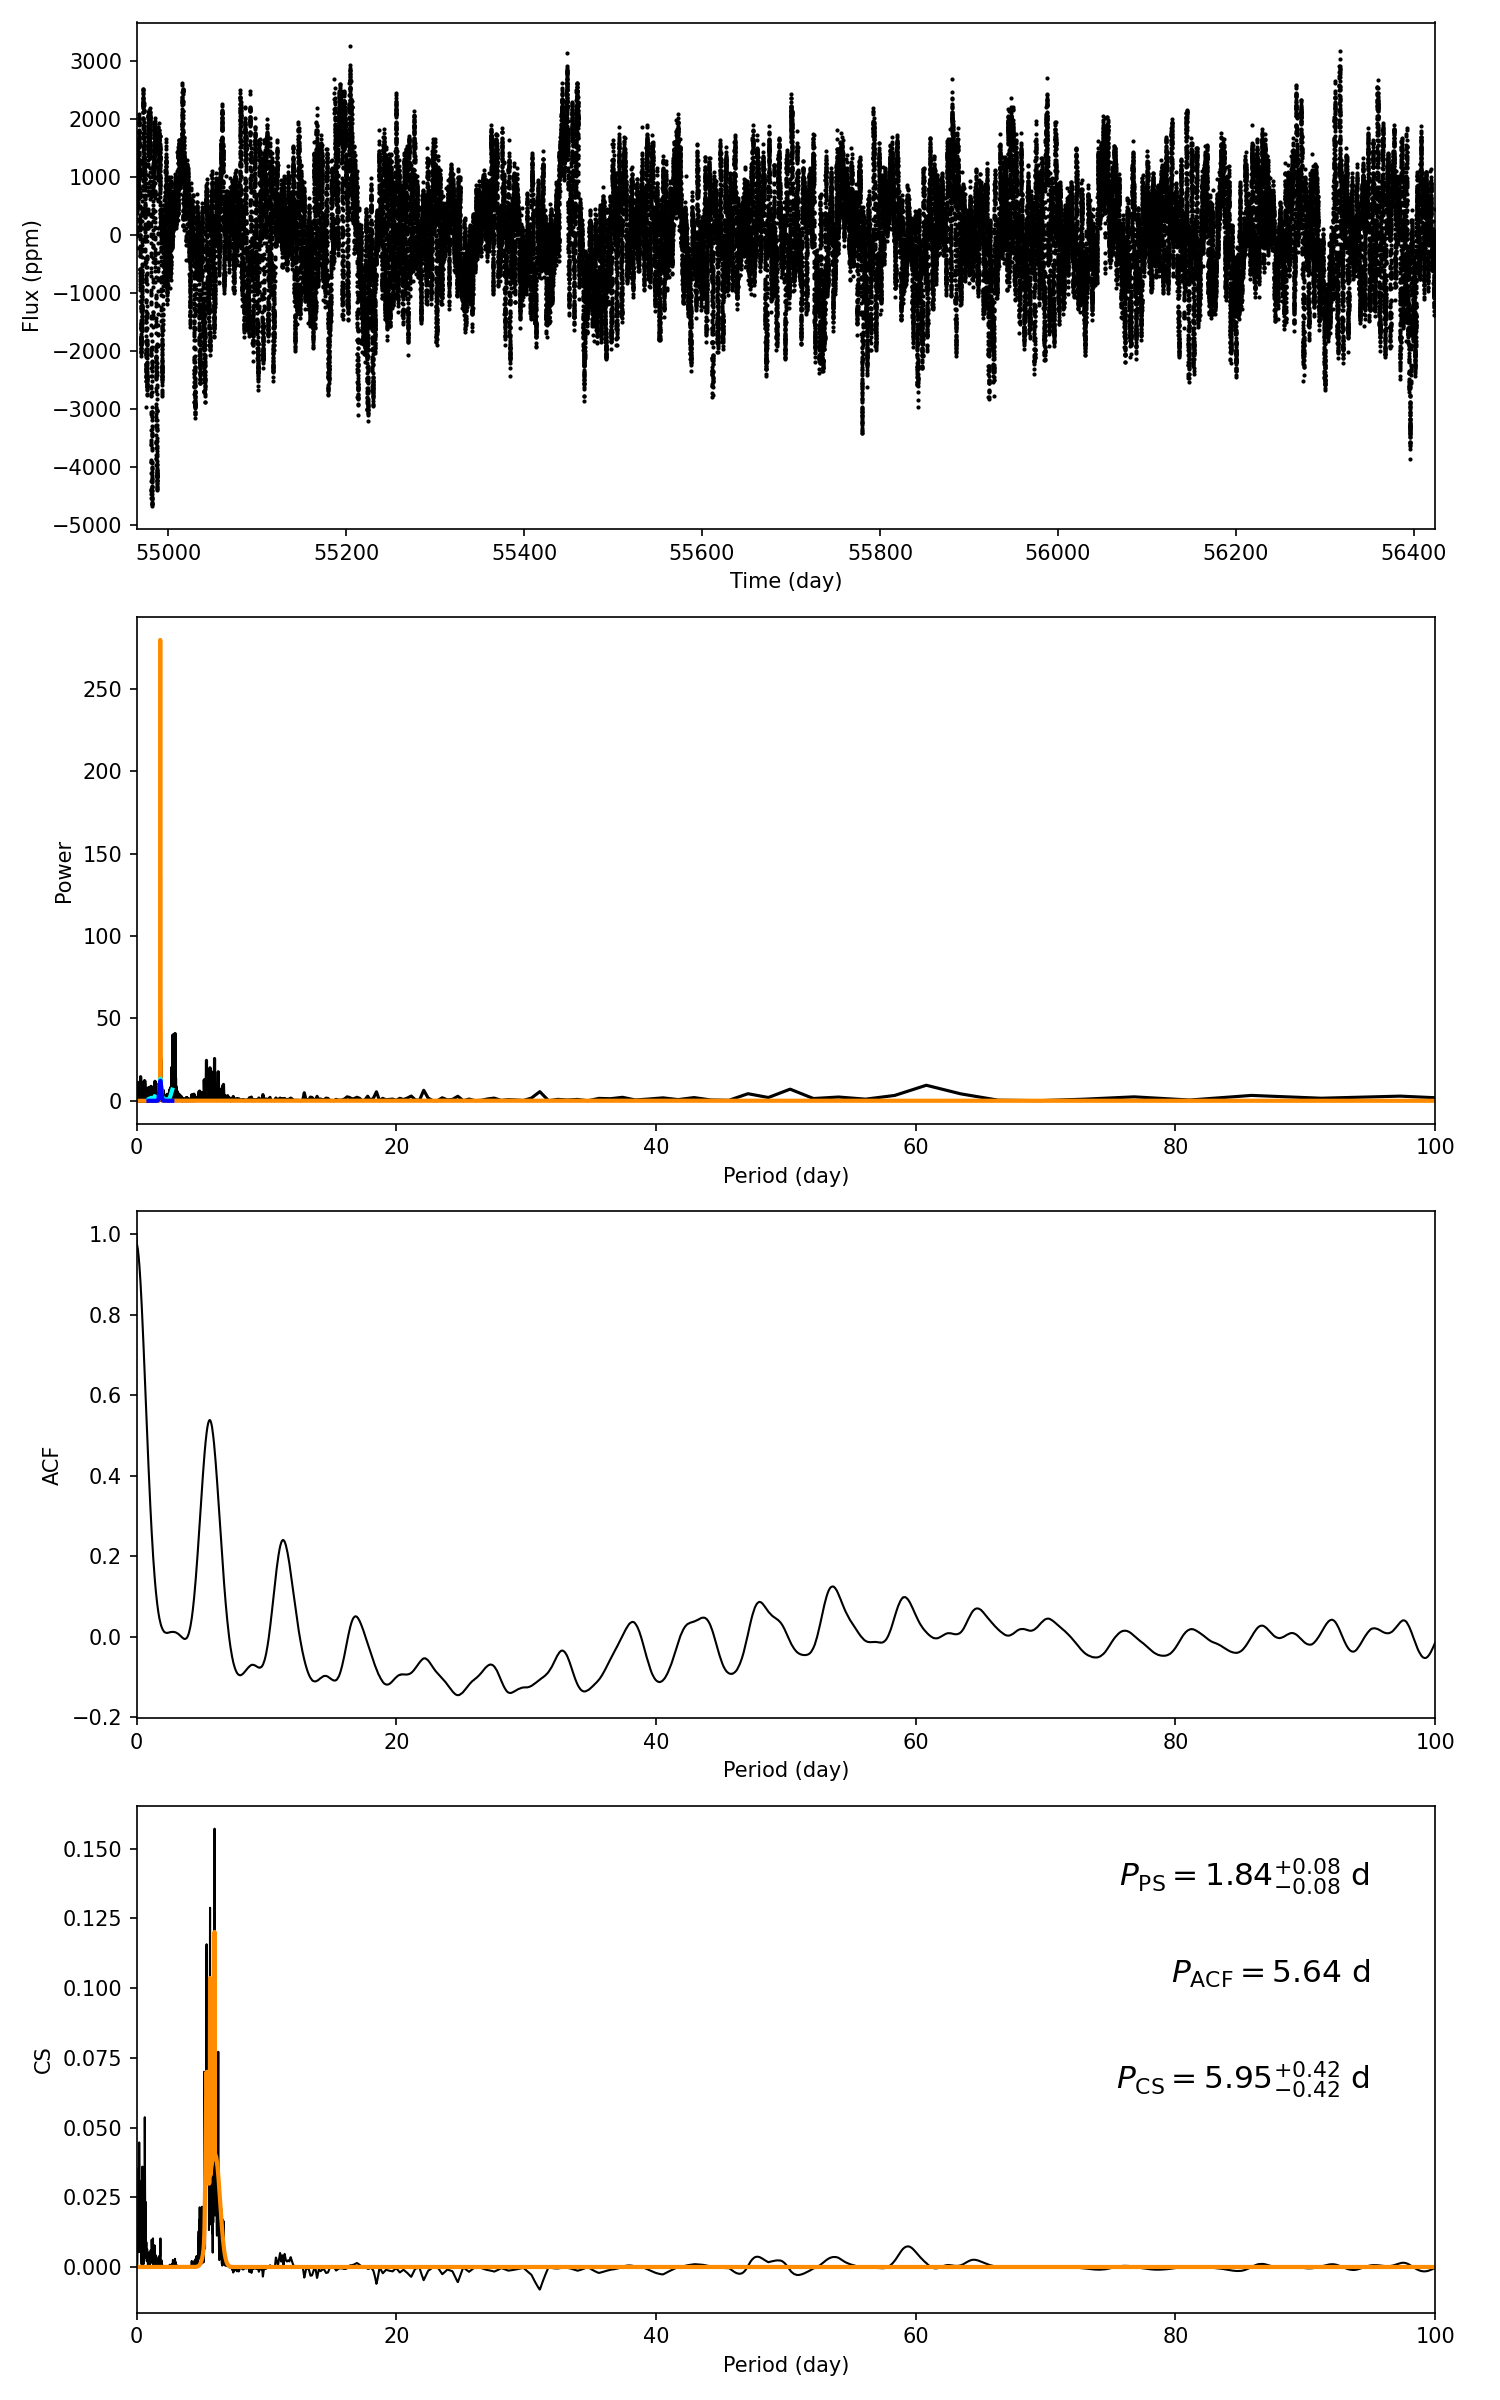 3000
2000
1000
0
−1000
−2000
−3000
−4000
−5000
Flux (ppm)
55000 55200 55400 55600 55800 56000 56200 56400
Time (day)
250
200
150
100
50
0
Power
0 20 40 60 80 100
Period (day)
1.0
0.8
0.6
0.4
0.2
0.0
−0.2
ACF
0 20 40 60 80 100
Period (day)
0.150
0.125
0.100
0.075
0.050
0.025
0.000
CS
P_PS = 1.84^{+0.08}_{−0.08} d
P_ACF = 5.64 d
P_CS = 5.95^{+0.42}_{−0.42} d
0 20 40 60 80 100
Period (day)